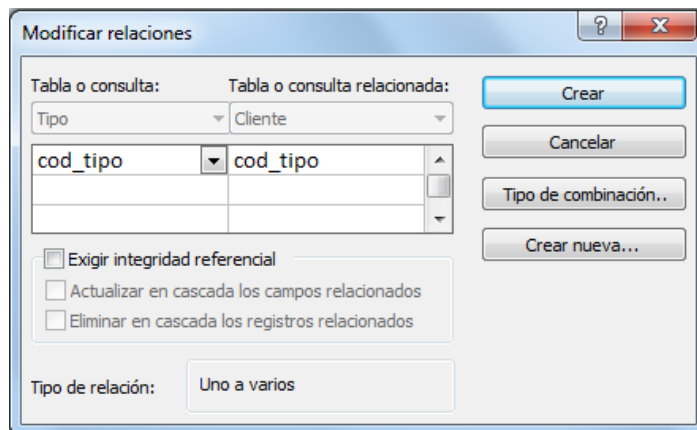 Modificar relaciones
Tabla o consulta: Tabla o consulta relacionada:
Tipo Cliente
cod_tipo cod_tipo
Exigir integridad referencial
Actualizar en cascada los campos relacionados
Eliminar en cascada los registros relacionados
Tipo de relación: Uno a varios
Crear
Cancelar
Tipo de combinación..
Crear nueva...